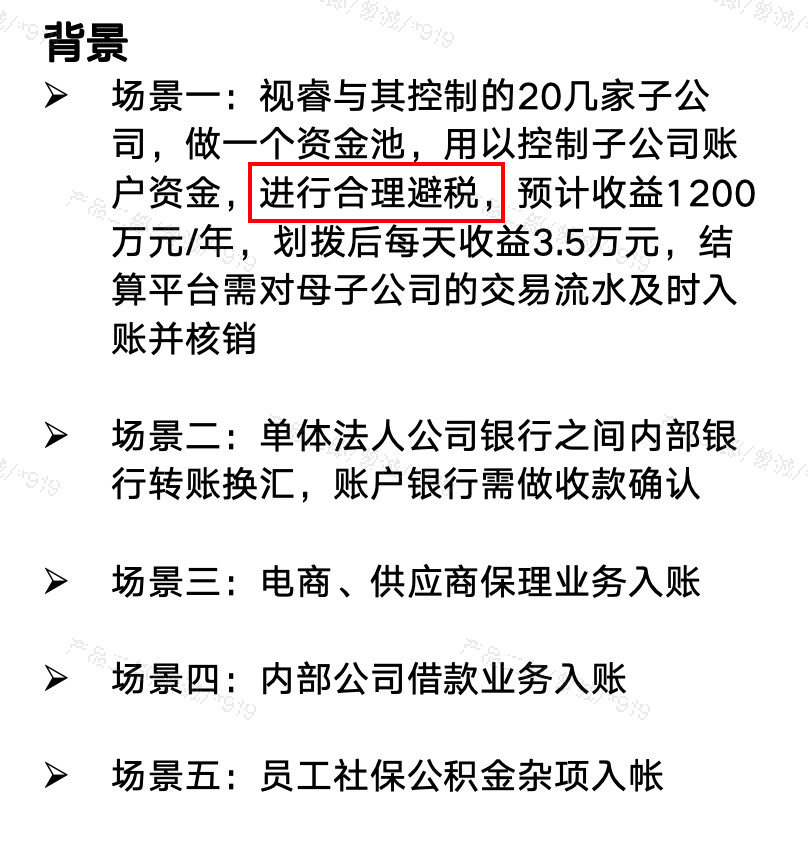 背景
➢ 场景一：视睿与其控制的20几家子公
司，做一个资金池，用以控制子公司账
户资金，进行合理避税，预计收益1200
万元/年，划拨后每天收益3.5万元，结
算平台需对母子公司的交易流水及时入
账并核销
➢ 场景二：单体法人公司银行之间内部银
行转账换汇，账户银行需做收款确认
➢ 场景三：电商、供应商保理业务入账
➢ 场景四：内部公司借款业务入账
➢ 场景五：员工社保公积金杂项入帐